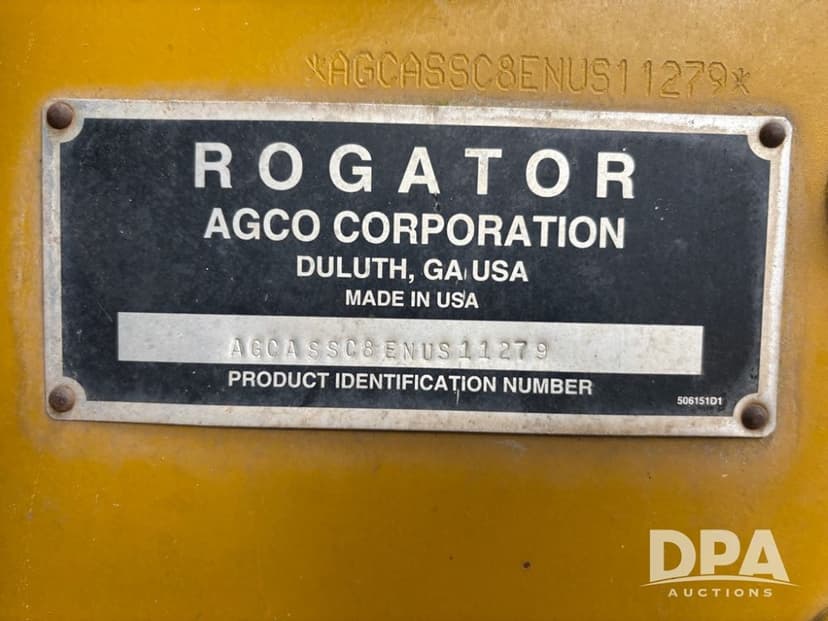 *AGCASSC8ENUS11279*
ROGATOR
AGCO CORPORATION
DULUTH, GA USA
MADE IN USA
AGCASSC8ENUS11279
PRODUCT IDENTIFICATION NUMBER
506151D1
DPA
AUCTIONS